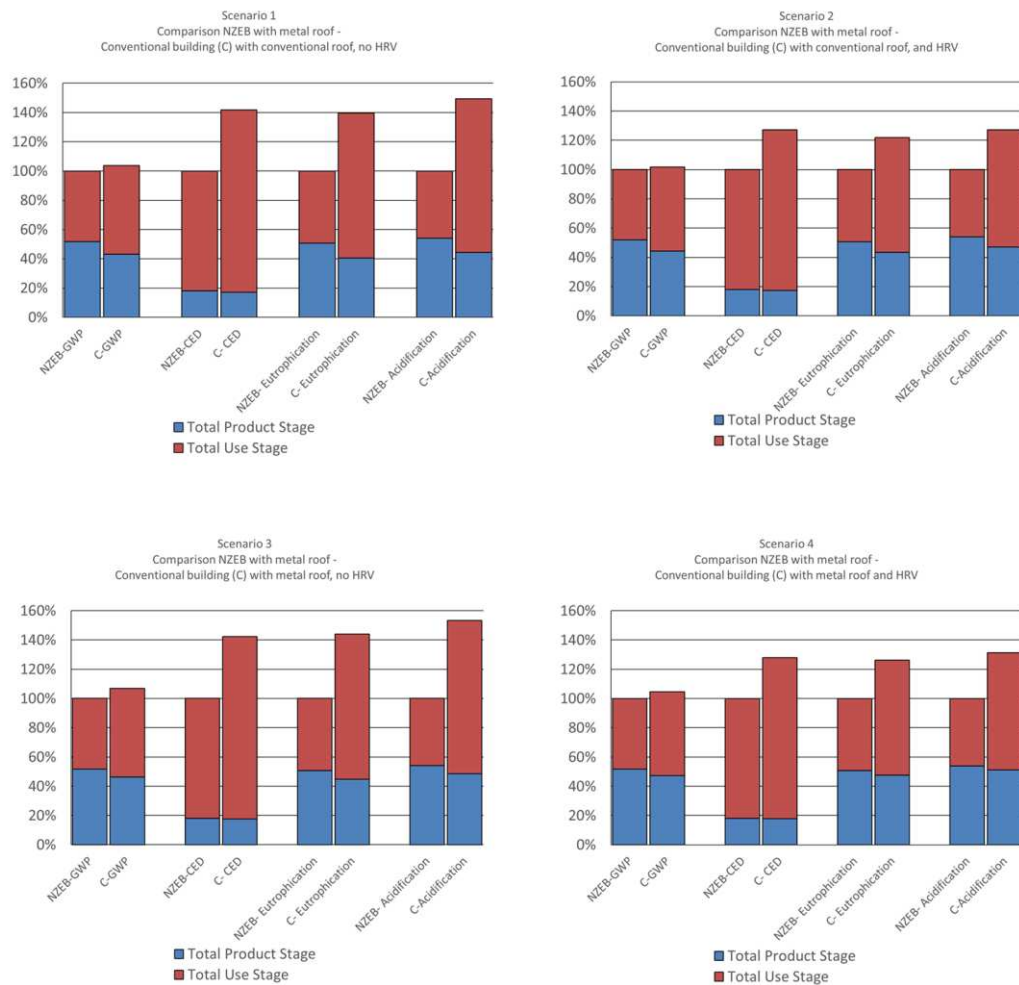 Scenario 1
Comparison NZEB with metal roof -
Conventional building (C) with conventional roof, no HRV
160%
140%
120%
100%
80%
60%
40%
20%
0%
NZEB-GWP
C-GWP
NZEB-CED
C- CED
NZEB- Eutrophication
C- Eutrophication
NZEB- Acidification
C-Acidification
Total Product Stage
Total Use Stage
Scenario 2
Comparison NZEB with metal roof -
Conventional building (C) with conventional roof, and HRV
160%
140%
120%
100%
80%
60%
40%
20%
0%
NZEB-GWP
C-GWP
NZEB-CED
C- CED
NZEB- Eutrophication
C- Eutrophication
NZEB- Acidification
C-Acidification
Total Product Stage
Total Use Stage
Scenario 3
Comparison NZEB with metal roof -
Conventional building (C) with metal roof, no HRV
160%
140%
120%
100%
80%
60%
40%
20%
0%
NZEB-GWP
C-GWP
NZEB-CED
C- CED
NZEB- Eutrophication
C- Eutrophication
NZEB- Acidification
C-Acidification
Total Product Stage
Total Use Stage
Scenario 4
Comparison NZEB with metal roof -
Conventional building (C) with metal roof and HRV
160%
140%
120%
100%
80%
60%
40%
20%
0%
NZEB-GWP
C-GWP
NZEB-CED
C- CED
NZEB- Eutrophication
C- Eutrophication
NZEB- Acidification
C-Acidification
Total Product Stage
Total Use Stage